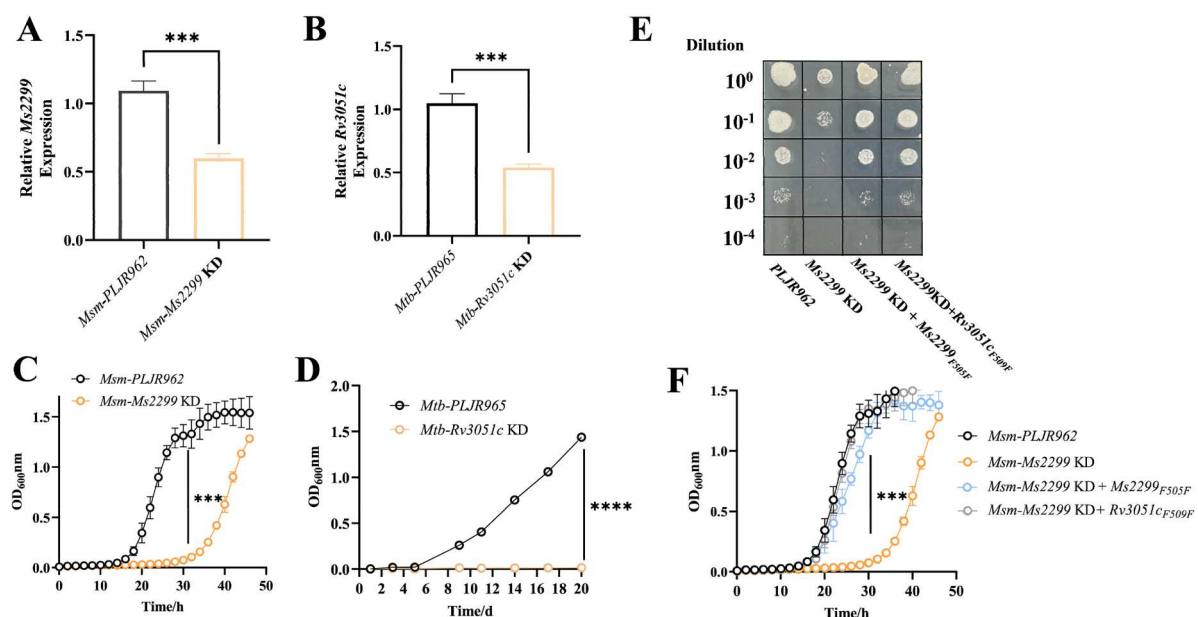 A
***
Relative Ms2299
Expression
1.5
1.0
0.5
0.0
Msm-PLJR962
Msm-Ms2299 KD
B
***
Relative Rv3051c
Expression
1.5
1.0
0.5
0.0
Mtb-PLJR965
Mtb-Rv3051c KD
E
Dilution
10⁰
10⁻¹
10⁻²
10⁻³
10⁻⁴
PLJR962
Ms2299 KD
Ms2299 KD + Ms2299F505F
Ms2299KD+Rv3051cF509F
C
Msm-PLJR962
Msm-Ms2299 KD
OD600nm
1.5
1.0
0.5
0.0
***
0 20 30 40 50
Time/h
D
Mtb-PLJR965
Mtb-Rv3051c KD
OD600nm
2.0
1.5
1.0
0.5
0.0
****
0 2 4 6 8 10 12 14 16 18 20
Time/d
F
Msm-PLJR962
Msm-Ms2299 KD
Msm-Ms2299 KD + Ms2299F505F
Msm-Ms2299 KD+ Rv3051cF509F
OD600nm
1.5
1.0
0.5
0.0
***
0 10 20 30 40 50
Time/h